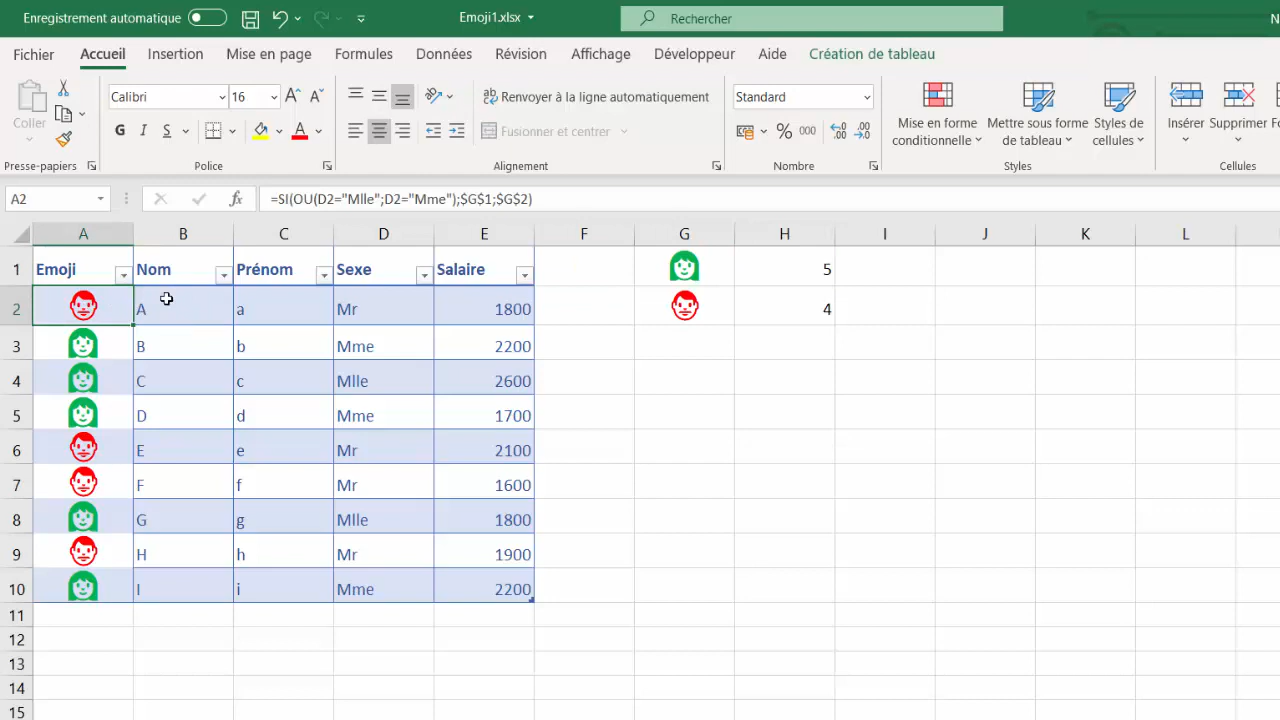 Enregistrement automatique Emoji1.xlsx Rechercher
Fichier Accueil Insertion Mise en page Formules Données Révision Affichage Développeur Aide Création de tableau
Coller Calibri 16 Renvoyer à la ligne automatiquement Standard Mise en forme conditionnelle Mettre sous forme de tableau Styles de cellules Insérer Supprimer
G I S Fusionner et centrer % 000
Presse-papiers Police Alignement Nombre Styles Cellules
A2 fx =SI(OU(D2="Mlle";D2="Mme");$G$1;$G$2)
A B C D E F G H I J K L
1 Emoji Nom Prénom Sexe Salaire 5
2 A a Mr 1800 4
3 B b Mme 2200
4 C c Mlle 2600
5 D d Mme 1700
6 E e Mr 2100
7 F f Mr 1600
8 G g Mlle 1800
9 H h Mr 1900
10 I i Mme 2200
11
12
13
14
15